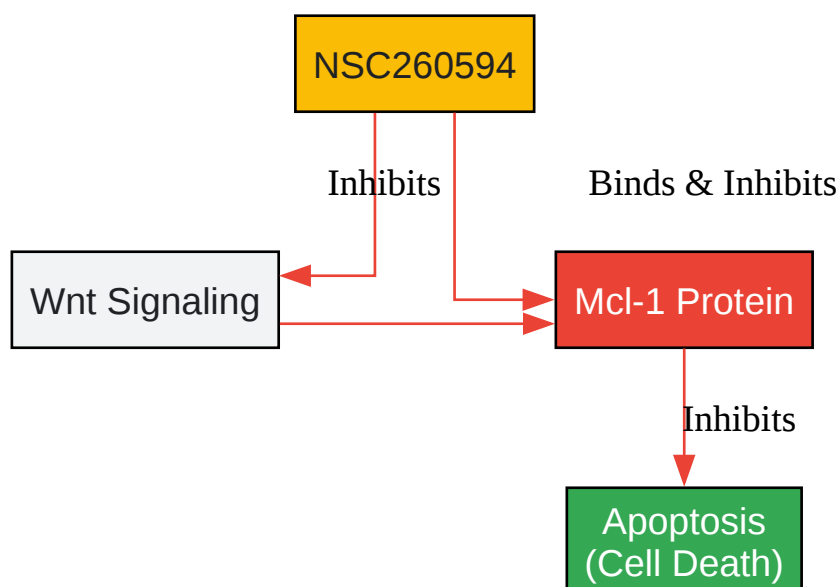 NSC260594
Inhibits
Binds & Inhibits
Wnt Signaling
Mcl-1 Protein
Inhibits
Apoptosis
(Cell Death)